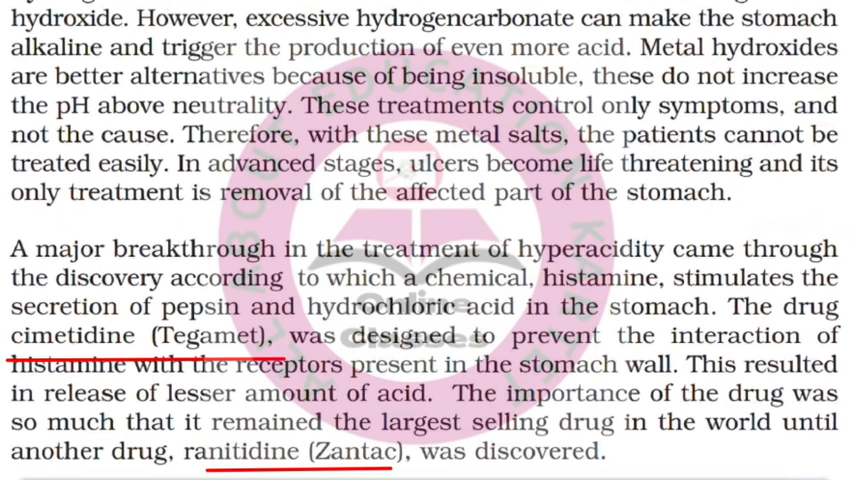 hydroxide. However, excessive hydrogencarbonate can make the stomach
alkaline and trigger the production of even more acid. Metal hydroxides
are better alternatives because of being insoluble, these do not increase
the pH above neutrality. These treatments control only symptoms, and
not the cause. Therefore, with these metal salts, the patients cannot be
treated easily. In advanced stages, ulcers become life threatening and its
only treatment is removal of the affected part of the stomach.
A major breakthrough in the treatment of hyperacidity came through
the discovery according to which a chemical, histamine, stimulates the
secretion of pepsin and hydrochloric acid in the stomach. The drug
cimetidine (Tegamet), was designed to prevent the interaction of
histamine with the receptors present in the stomach wall. This resulted
in release of lesser amount of acid. The importance of the drug was
so much that it remained the largest selling drug in the world until
another drug, ranitidine (Zantac), was discovered.
ALL ABOUT EDUCATION KAPTET
Online
Classes